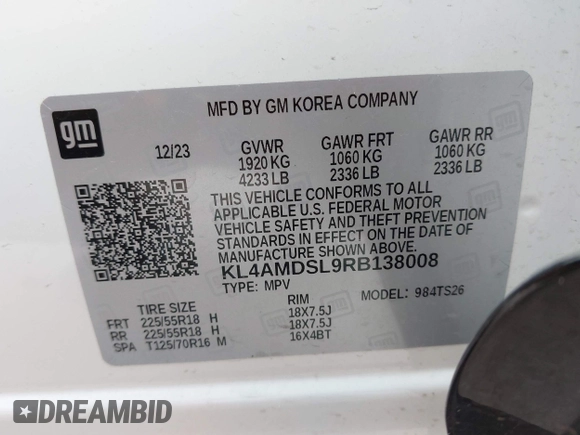 gm
MFD BY GM KOREA COMPANY
12/23 GVWR GAWR FRT GAWR RR
1920 KG 1060 KG 1060 KG
4233 LB 2336 LB 2336 LB
THIS VEHICLE CONFORMS TO ALL
APPLICABLE U.S. FEDERAL MOTOR
VEHICLE SAFETY AND THEFT PREVENTION
STANDARDS IN EFFECT ON THE DATE OF
MANUFACTURE SHOWN ABOVE.
KL4AMDSL9RB138008
TYPE: MPV MODEL: 984TS26
TIRE SIZE RIM
FRT 225/55R18 H 18X7.5J
RR 225/55R18 H 18X7.5J
SPA T125/70R16 M 16X4BT
DREAMBID